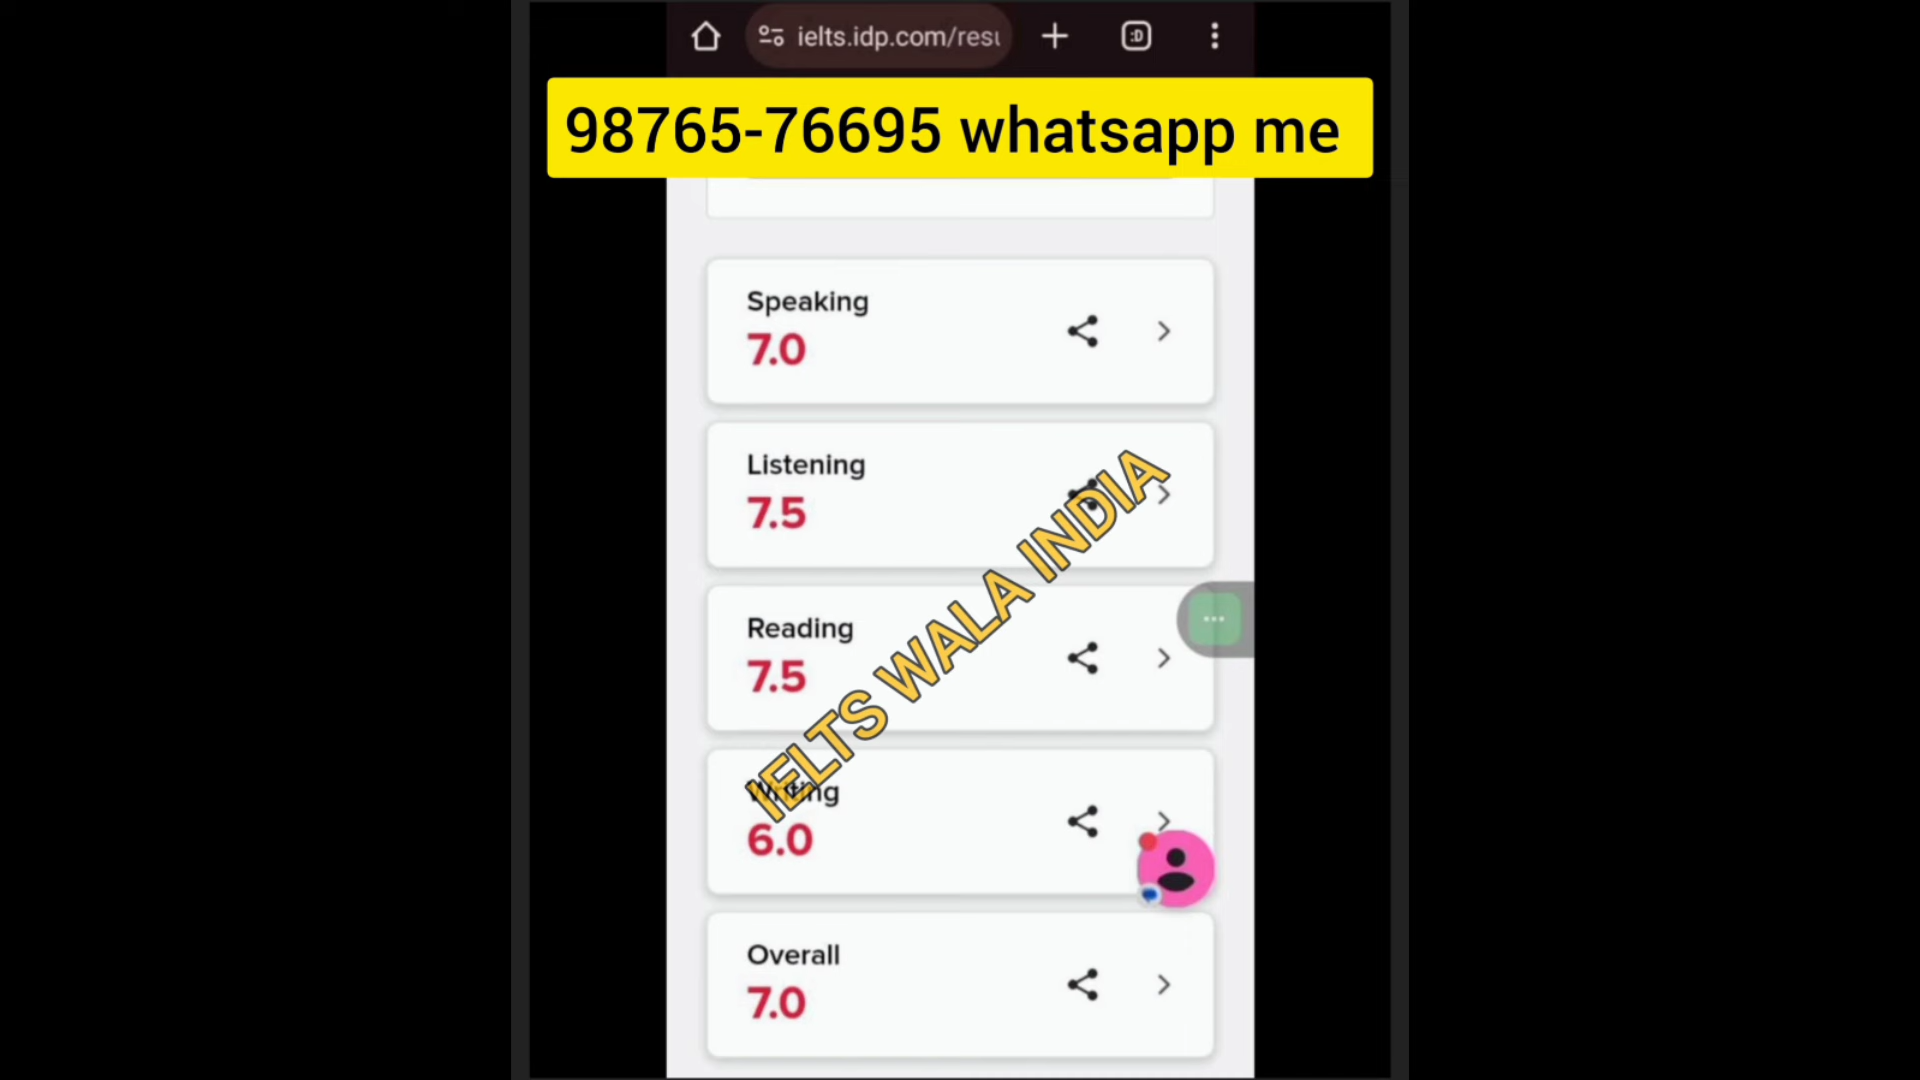 ielts.idp.com/resu
:D
98765-76695 whatsapp me
Speaking
7.0
Listening
7.5
Reading
7.5
IELTS WALA INDIA
Writing
6.0
Overall
7.0